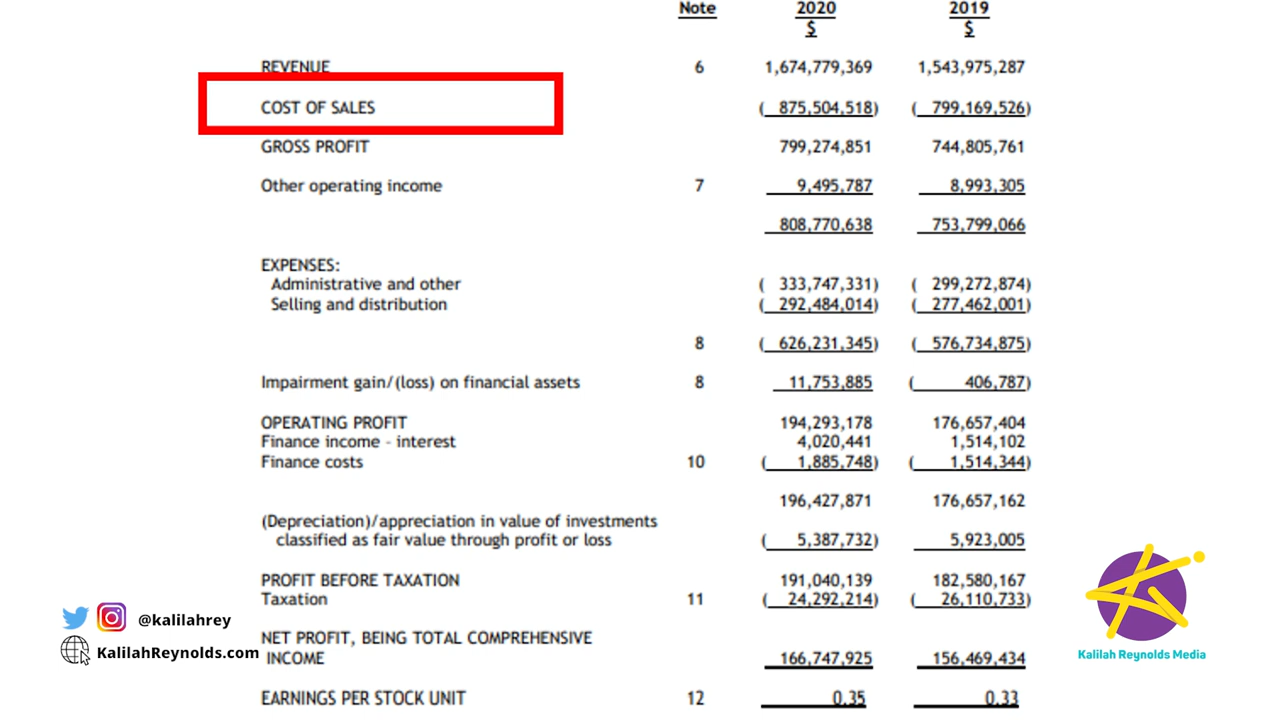 Note 2020 2019
$ $
REVENUE 6 1,674,779,369 1,543,975,287
COST OF SALES ( 875,504,518) ( 799,169,526)
GROSS PROFIT 799,274,851 744,805,761
Other operating income 7 9,495,787 8,993,305
808,770,638 753,799,066
EXPENSES:
Administrative and other ( 333,747,331) ( 299,272,874)
Selling and distribution ( 292,484,014) ( 277,462,001)
8 ( 626,231,345) ( 576,734,875)
Impairment gain/(loss) on financial assets 8 11,753,885 ( 406,787)
OPERATING PROFIT 194,293,178 176,657,404
Finance income - interest 4,020,441 1,514,102
Finance costs 10 ( 1,885,748) ( 1,514,344)
196,427,871 176,657,162
(Depreciation)/appreciation in value of investments
classified as fair value through profit or loss ( 5,387,732) 5,923,005
PROFIT BEFORE TAXATION 191,040,139 182,580,167
Taxation 11 ( 24,292,214) ( 26,110,733)
NET PROFIT, BEING TOTAL COMPREHENSIVE
INCOME 166,747,925 156,469,434
EARNINGS PER STOCK UNIT 12 0.35 0.33
@kalilahrey
KalilahReynolds.com
Kalilah Reynolds Media